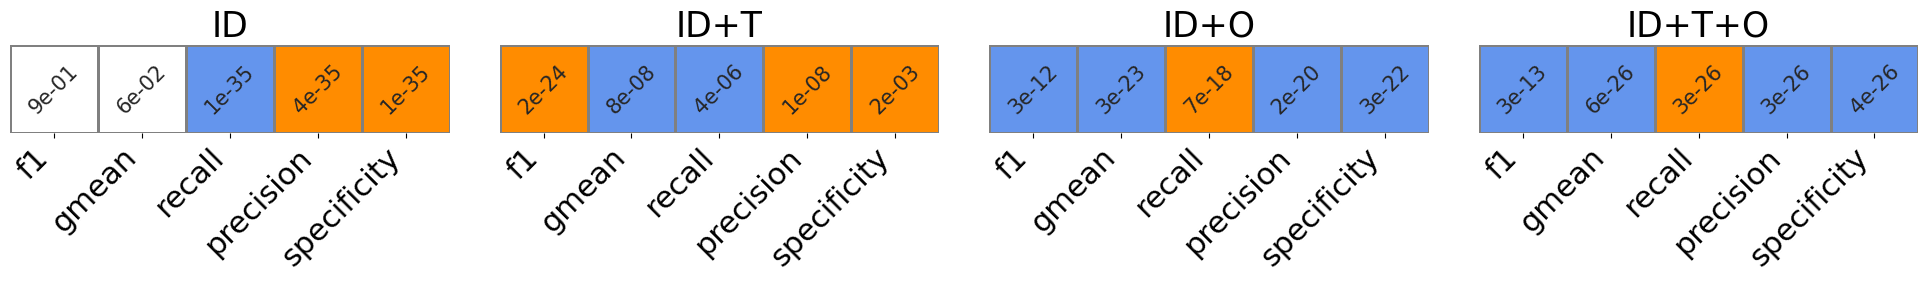 ID ID+T ID+O ID+T+O
9e-01 6e-02 1e-35 4e-35 1e-35 2e-24 8e-08 4e-06 1e-08 2e-03 3e-12 3e-23 7e-18 2e-20 3e-22 3e-13 6e-26 3e-26 3e-26 4e-26
f1 gmean recall precision specificity f1 gmean recall precision specificity f1 gmean recall precision specificity f1 gmean recall precision specificity